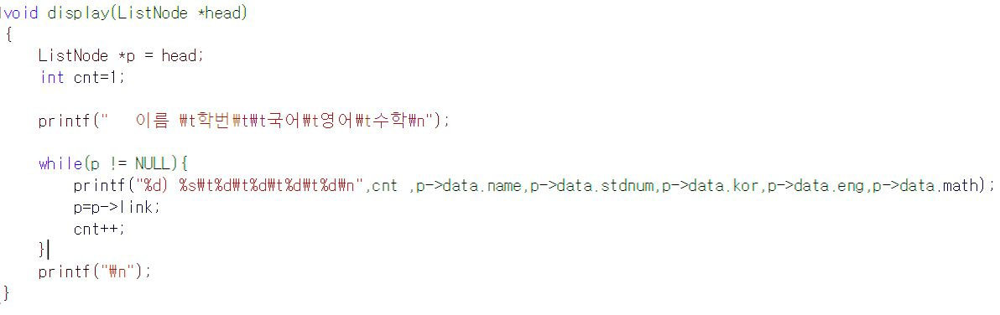 void display(ListNode *head)
{
    ListNode *p = head;
    int cnt=1;
    printf("   이름 ₩t학번₩t₩t국어₩t영어₩t수학₩n");
    while(p != NULL){
        printf("%d) %s₩t%d₩t%d₩t%d₩t%d₩n",cnt ,p->data.name,p->data.stdnum,p->data.kor,p->data.eng,p->data.math);
        p=p->link;
        cnt++;
    }
    printf("₩n");
}